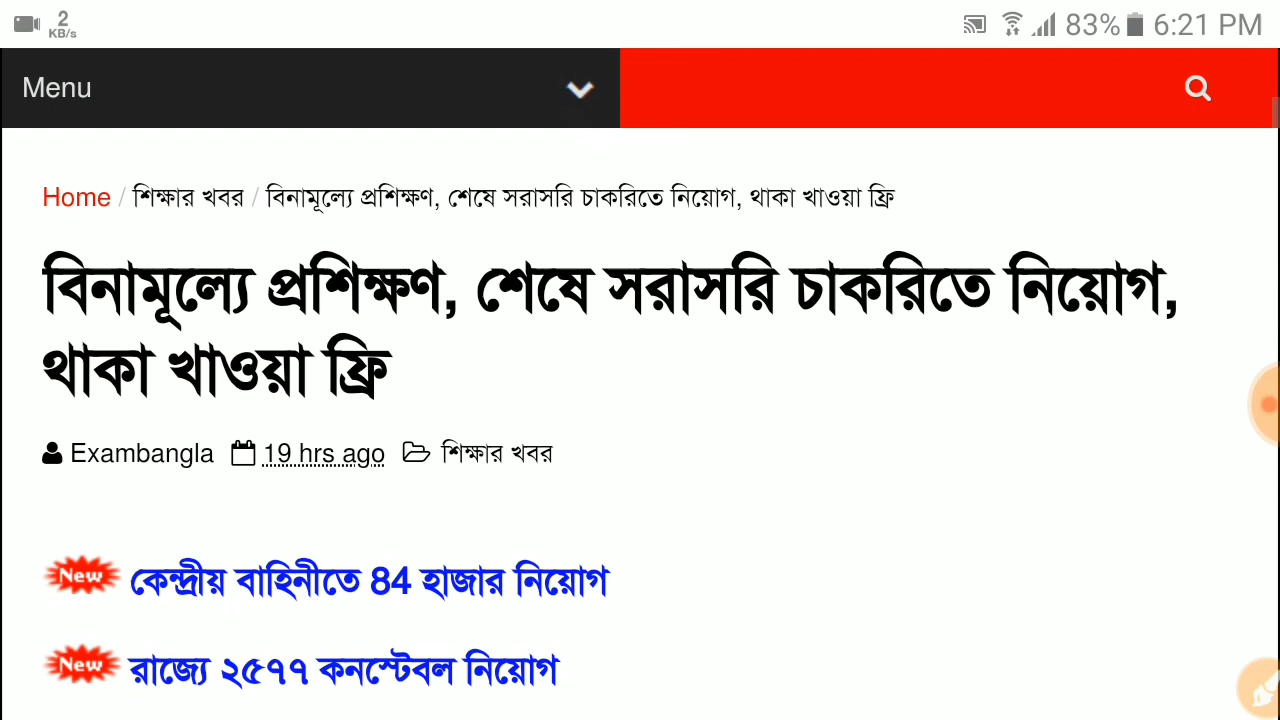 2
KB/s
83% 6:21 PM
Menu
Home / শিক্ষার খবর / বিনামূল্যে প্রশিক্ষণ, শেষে সরাসরি চাকরিতে নিয়োগ, থাকা খাওয়া ফ্রি
বিনামূল্যে প্রশিক্ষণ, শেষে সরাসরি চাকরিতে নিয়োগ,
থাকা খাওয়া ফ্রি
Exambangla 19 hrs ago শিক্ষার খবর
New কেন্দ্রীয় বাহিনীতে 84 হাজার নিয়োগ
New রাজ্যে ২৫৭৭ কনস্টেবল নিয়োগ